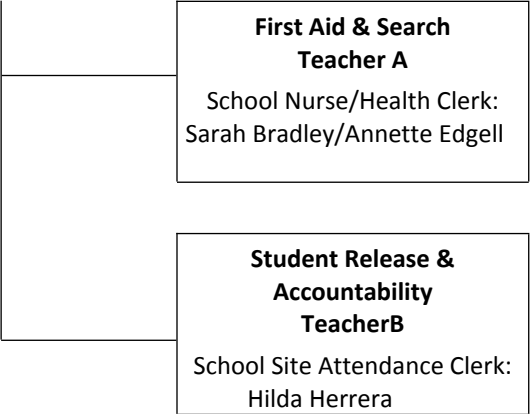 First Aid & Search
Teacher A
School Nurse/Health Clerk:
Sarah Bradley/Annette Edgell
Student Release &
Accountability
TeacherB
School Site Attendance Clerk:
Hilda Herrera